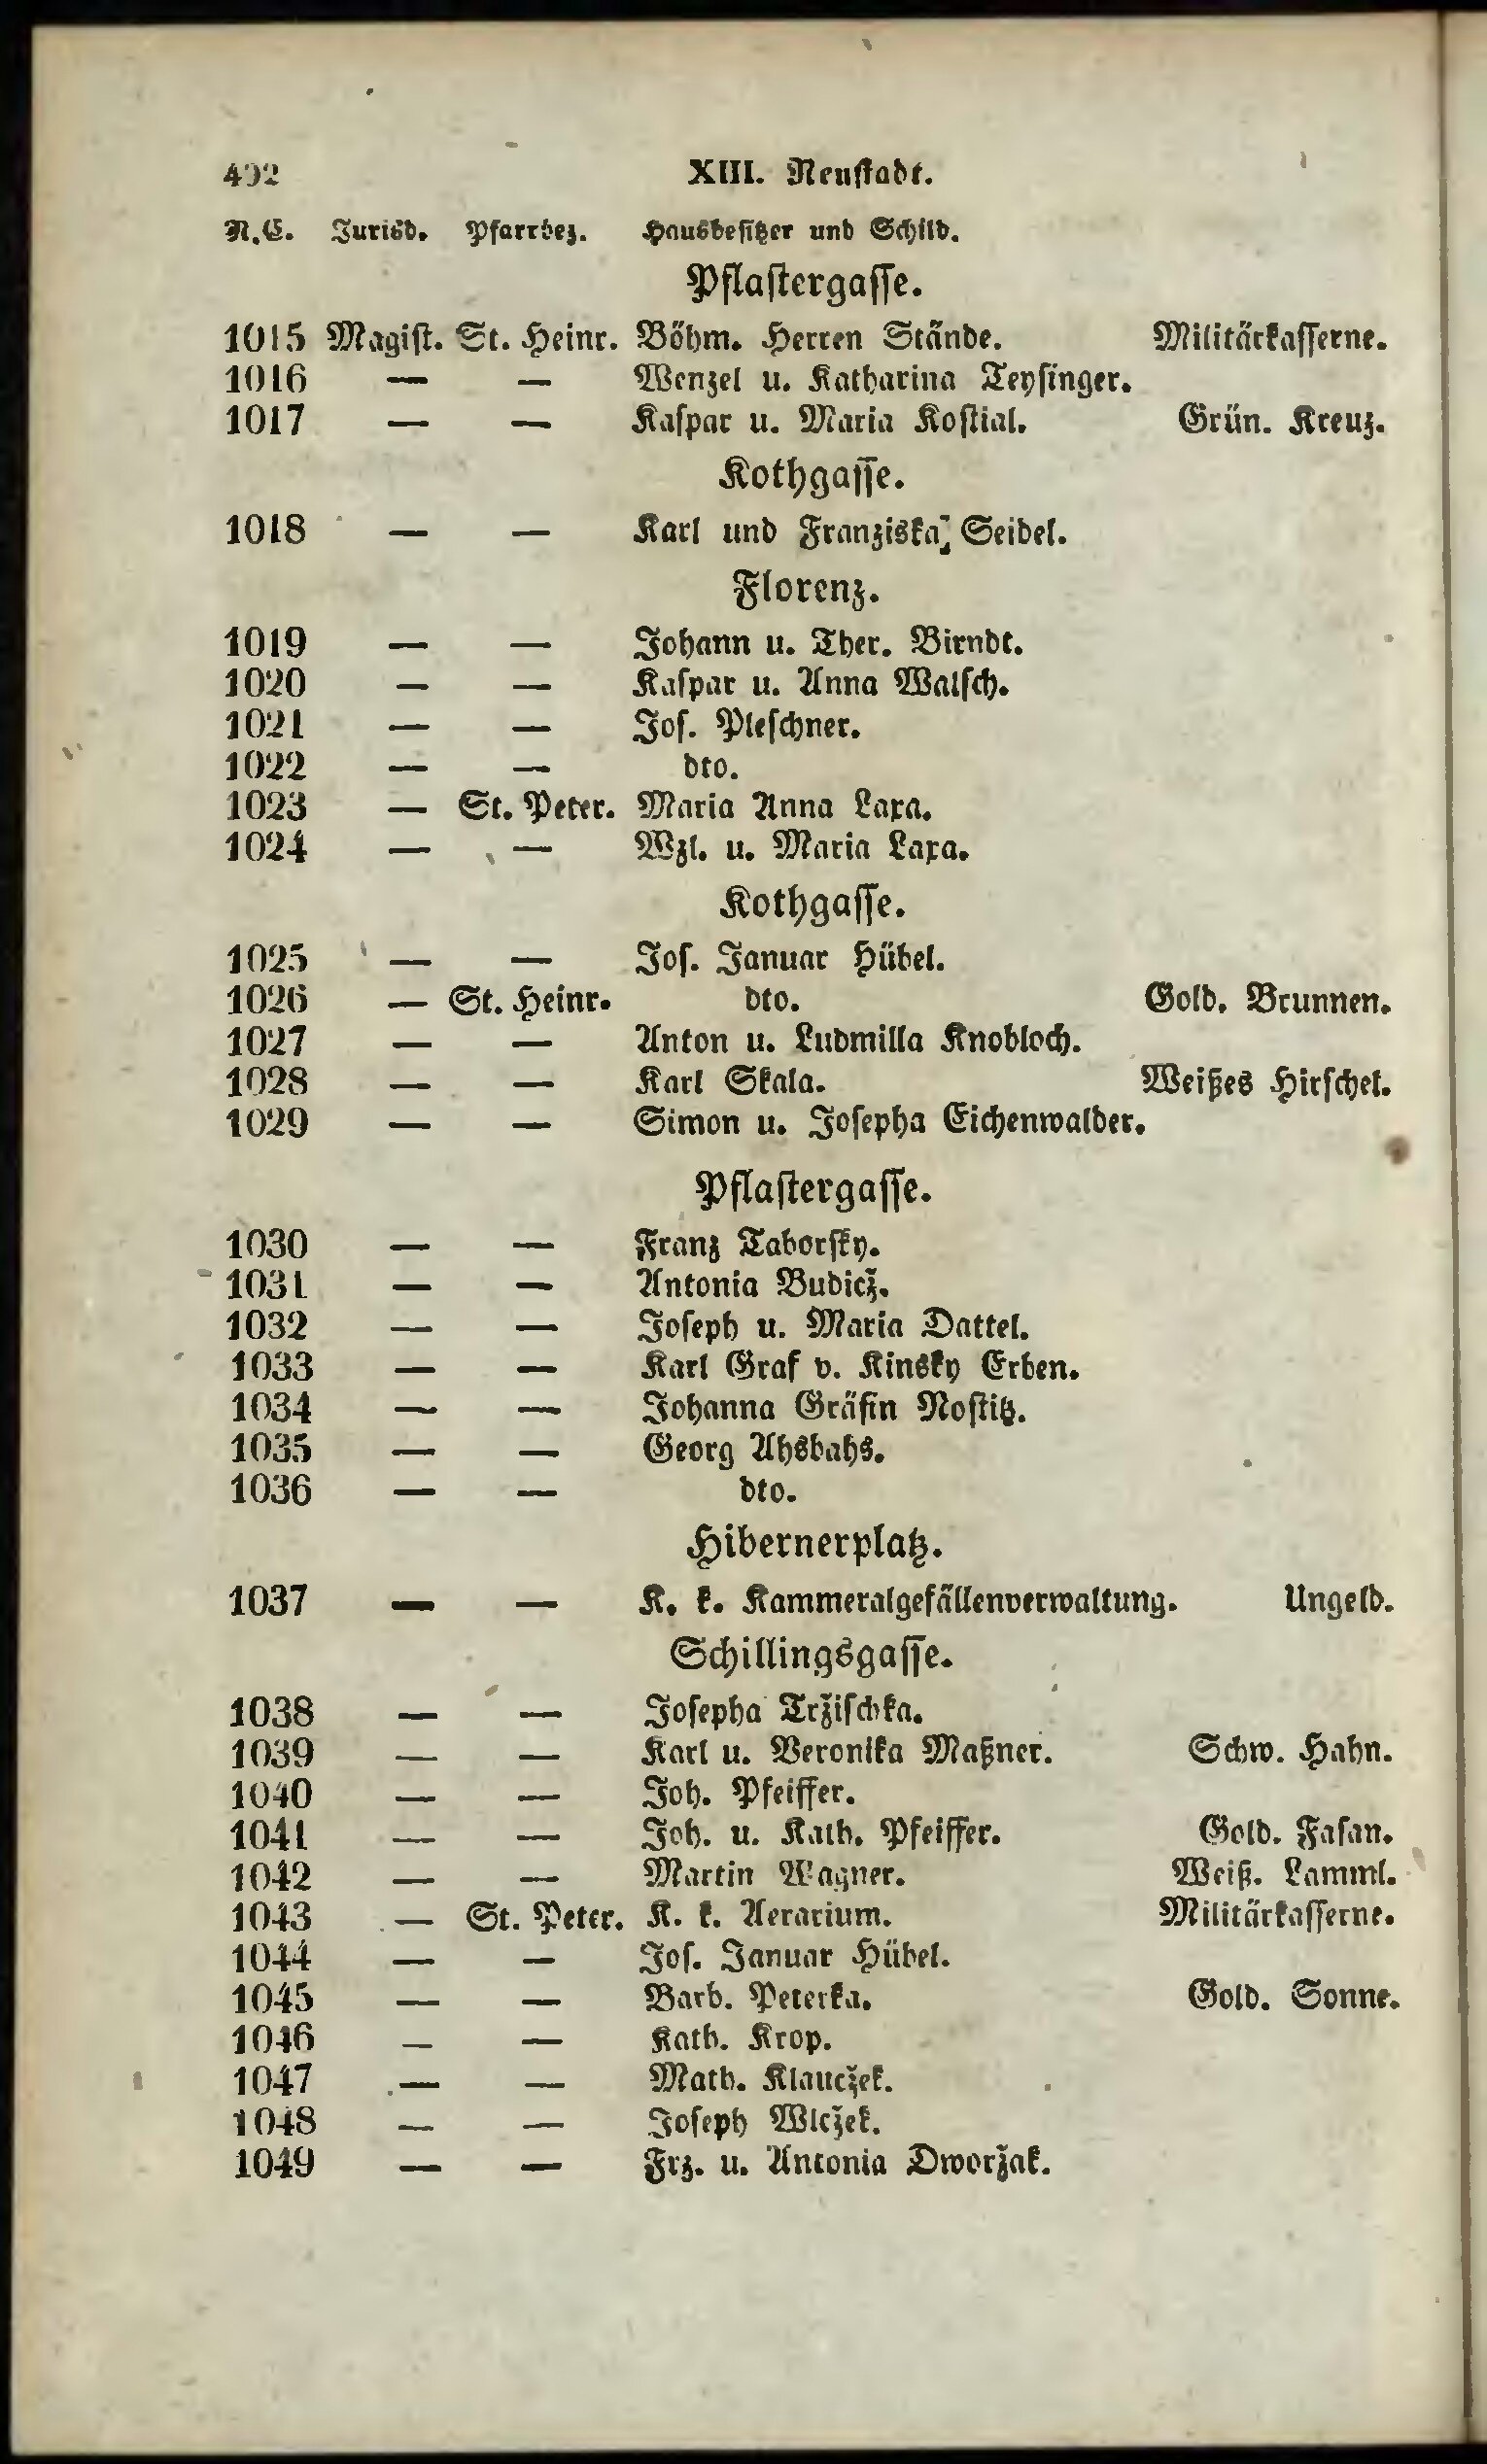 492 XIII. Neustadt.
N.C. Jurisd. Pfarrbez. Hausbesitzer und Schild.
Pflastergasse.
1015 Magist. St. Heinr. Böhm. Herren Stände. Militärkasserne.
1016 — — Wenzel u. Katharina Tepsinger.
1017 — — Kaspar u. Maria Kostial. Grün. Kreuz.
Kothgasse.
1018 — — Karl und Franziska Seidel.
Florenz.
1019 — — Johann u. Ther. Birndt.
1020 — — Kaspar u. Anna Walsch.
1021 — — Jos. Pleschner.
1022 — — dto.
1023 — St. Peter. Maria Anna Laxa.
1024 — — Wzl. u. Maria Laxa.
Kothgasse.
1025 — — Jos. Januar Hübel.
1026 — St. Heinr. dto. Gold. Brunnen.
1027 — — Anton u. Ludmilla Knobloch.
1028 — — Karl Skala. Weißes Hirschel.
1029 — — Simon u. Josepha Eichenwalder.
Pflastergasse.
1030 — — Franz Taborsky.
1031 — — Antonia Budicž.
1032 — — Joseph u. Maria Dattel.
1033 — — Karl Graf v. Kinsky Erben.
1034 — — Johanna Gräfin Nostitz.
1035 — — Georg Ahsbahs.
1036 — — dto.
Hibernerplatz.
1037 — — K. k. Kammeralgefällenverwaltung. Ungeld.
Schillingsgasse.
1038 — — Josepha Tržischka.
1039 — — Karl u. Veronika Maßner. Schw. Hahn.
1040 — — Joh. Pfeiffer.
1041 — — Joh. u. Kath. Pfeiffer. Gold. Fasan.
1042 — — Martin Wagner. Weiß. Lamml.
1043 — St. Peter. K. k. Aerarium. Militärkasserne.
1044 — — Jos. Januar Hübel.
1045 — — Barb. Peterka. Gold. Sonne.
1046 — — Kath. Krop.
1047 — — Math. Klaucžek.
1048 — — Joseph Wlcžek.
1049 — — Frz. u. Antonia Dworžak.